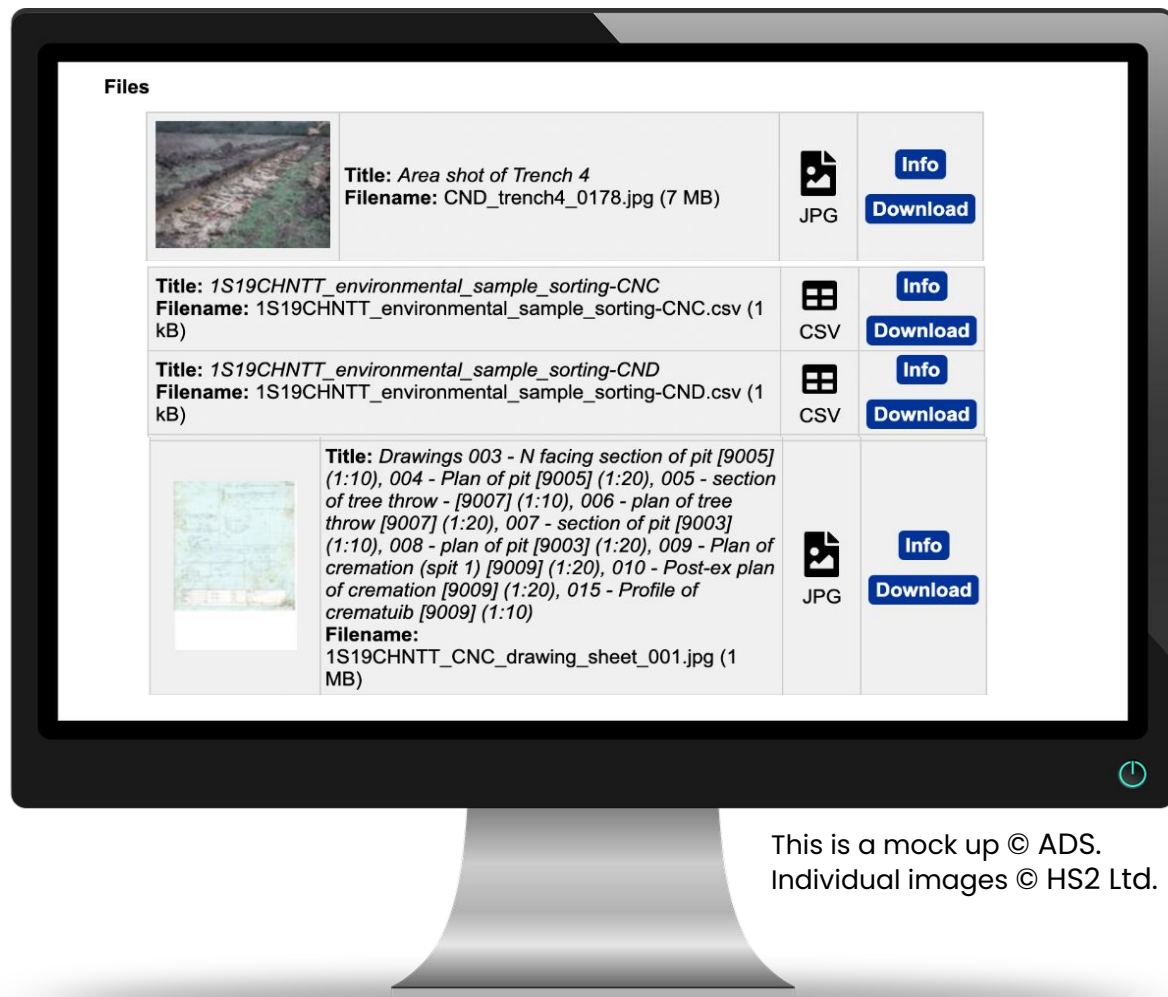 Files
Title: Area shot of Trench 4
Filename: CND_trench4_0178.jpg (7 MB)
JPG
Info
Download
Title: 1S19CHNTT_environmental_sample_sorting-CNC
Filename: 1S19CHNTT_environmental_sample_sorting-CNC.csv (1
kB)
CSV
Info
Download
Title: 1S19CHNTT_environmental_sample_sorting-CND
Filename: 1S19CHNTT_environmental_sample_sorting-CND.csv (1
kB)
CSV
Info
Download
Title: Drawings 003 - N facing section of pit [9005]
(1:10), 004 - Plan of pit [9005] (1:20), 005 - section
of tree throw - [9007] (1:10), 006 - plan of tree
throw [9007] (1:20), 007 - section of pit [9003]
(1:10), 008 - plan of pit [9003] (1:20), 009 - Plan of
cremation (spit 1) [9009] (1:20), 010 - Post-ex plan
of cremation [9009] (1:20), 015 - Profile of
crematuib [9009] (1:10)
Filename:
1S19CHNTT_CNC_drawing_sheet_001.jpg (1
MB)
JPG
Info
Download
This is a mock up © ADS.
Individual images © HS2 Ltd.